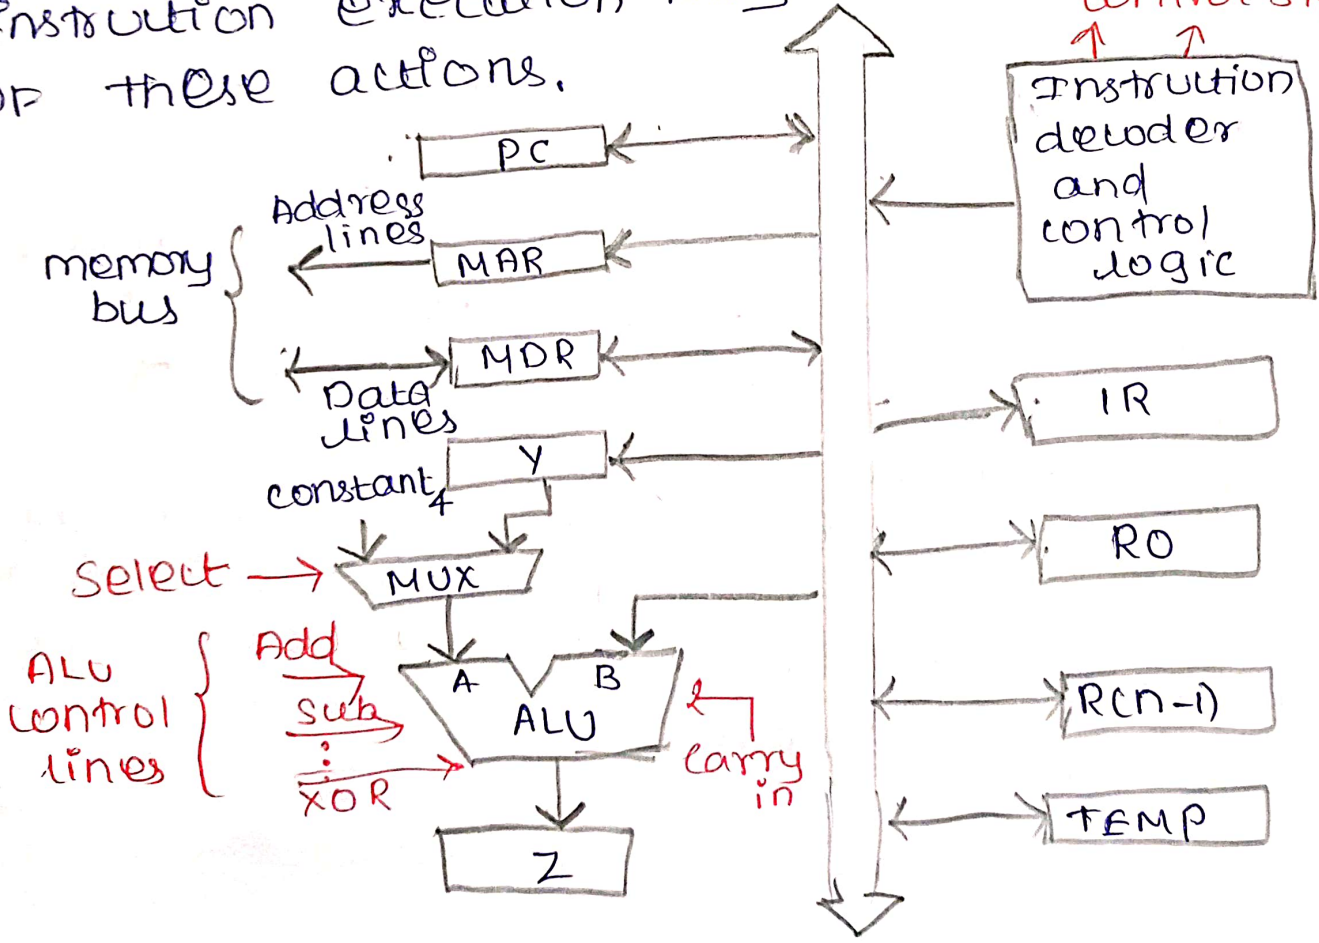 instruction
of these actions.
PC
Address
lines
MAR
memory
bus
MDR
Data
lines
Y
constant 4
Select
MUX
ALU
control
lines
Add
Sub
XOR
A
B
ALU
carry
in
Z
Instruction
decoder
and
control
logic
IR
R0
R(n-1)
TEMP